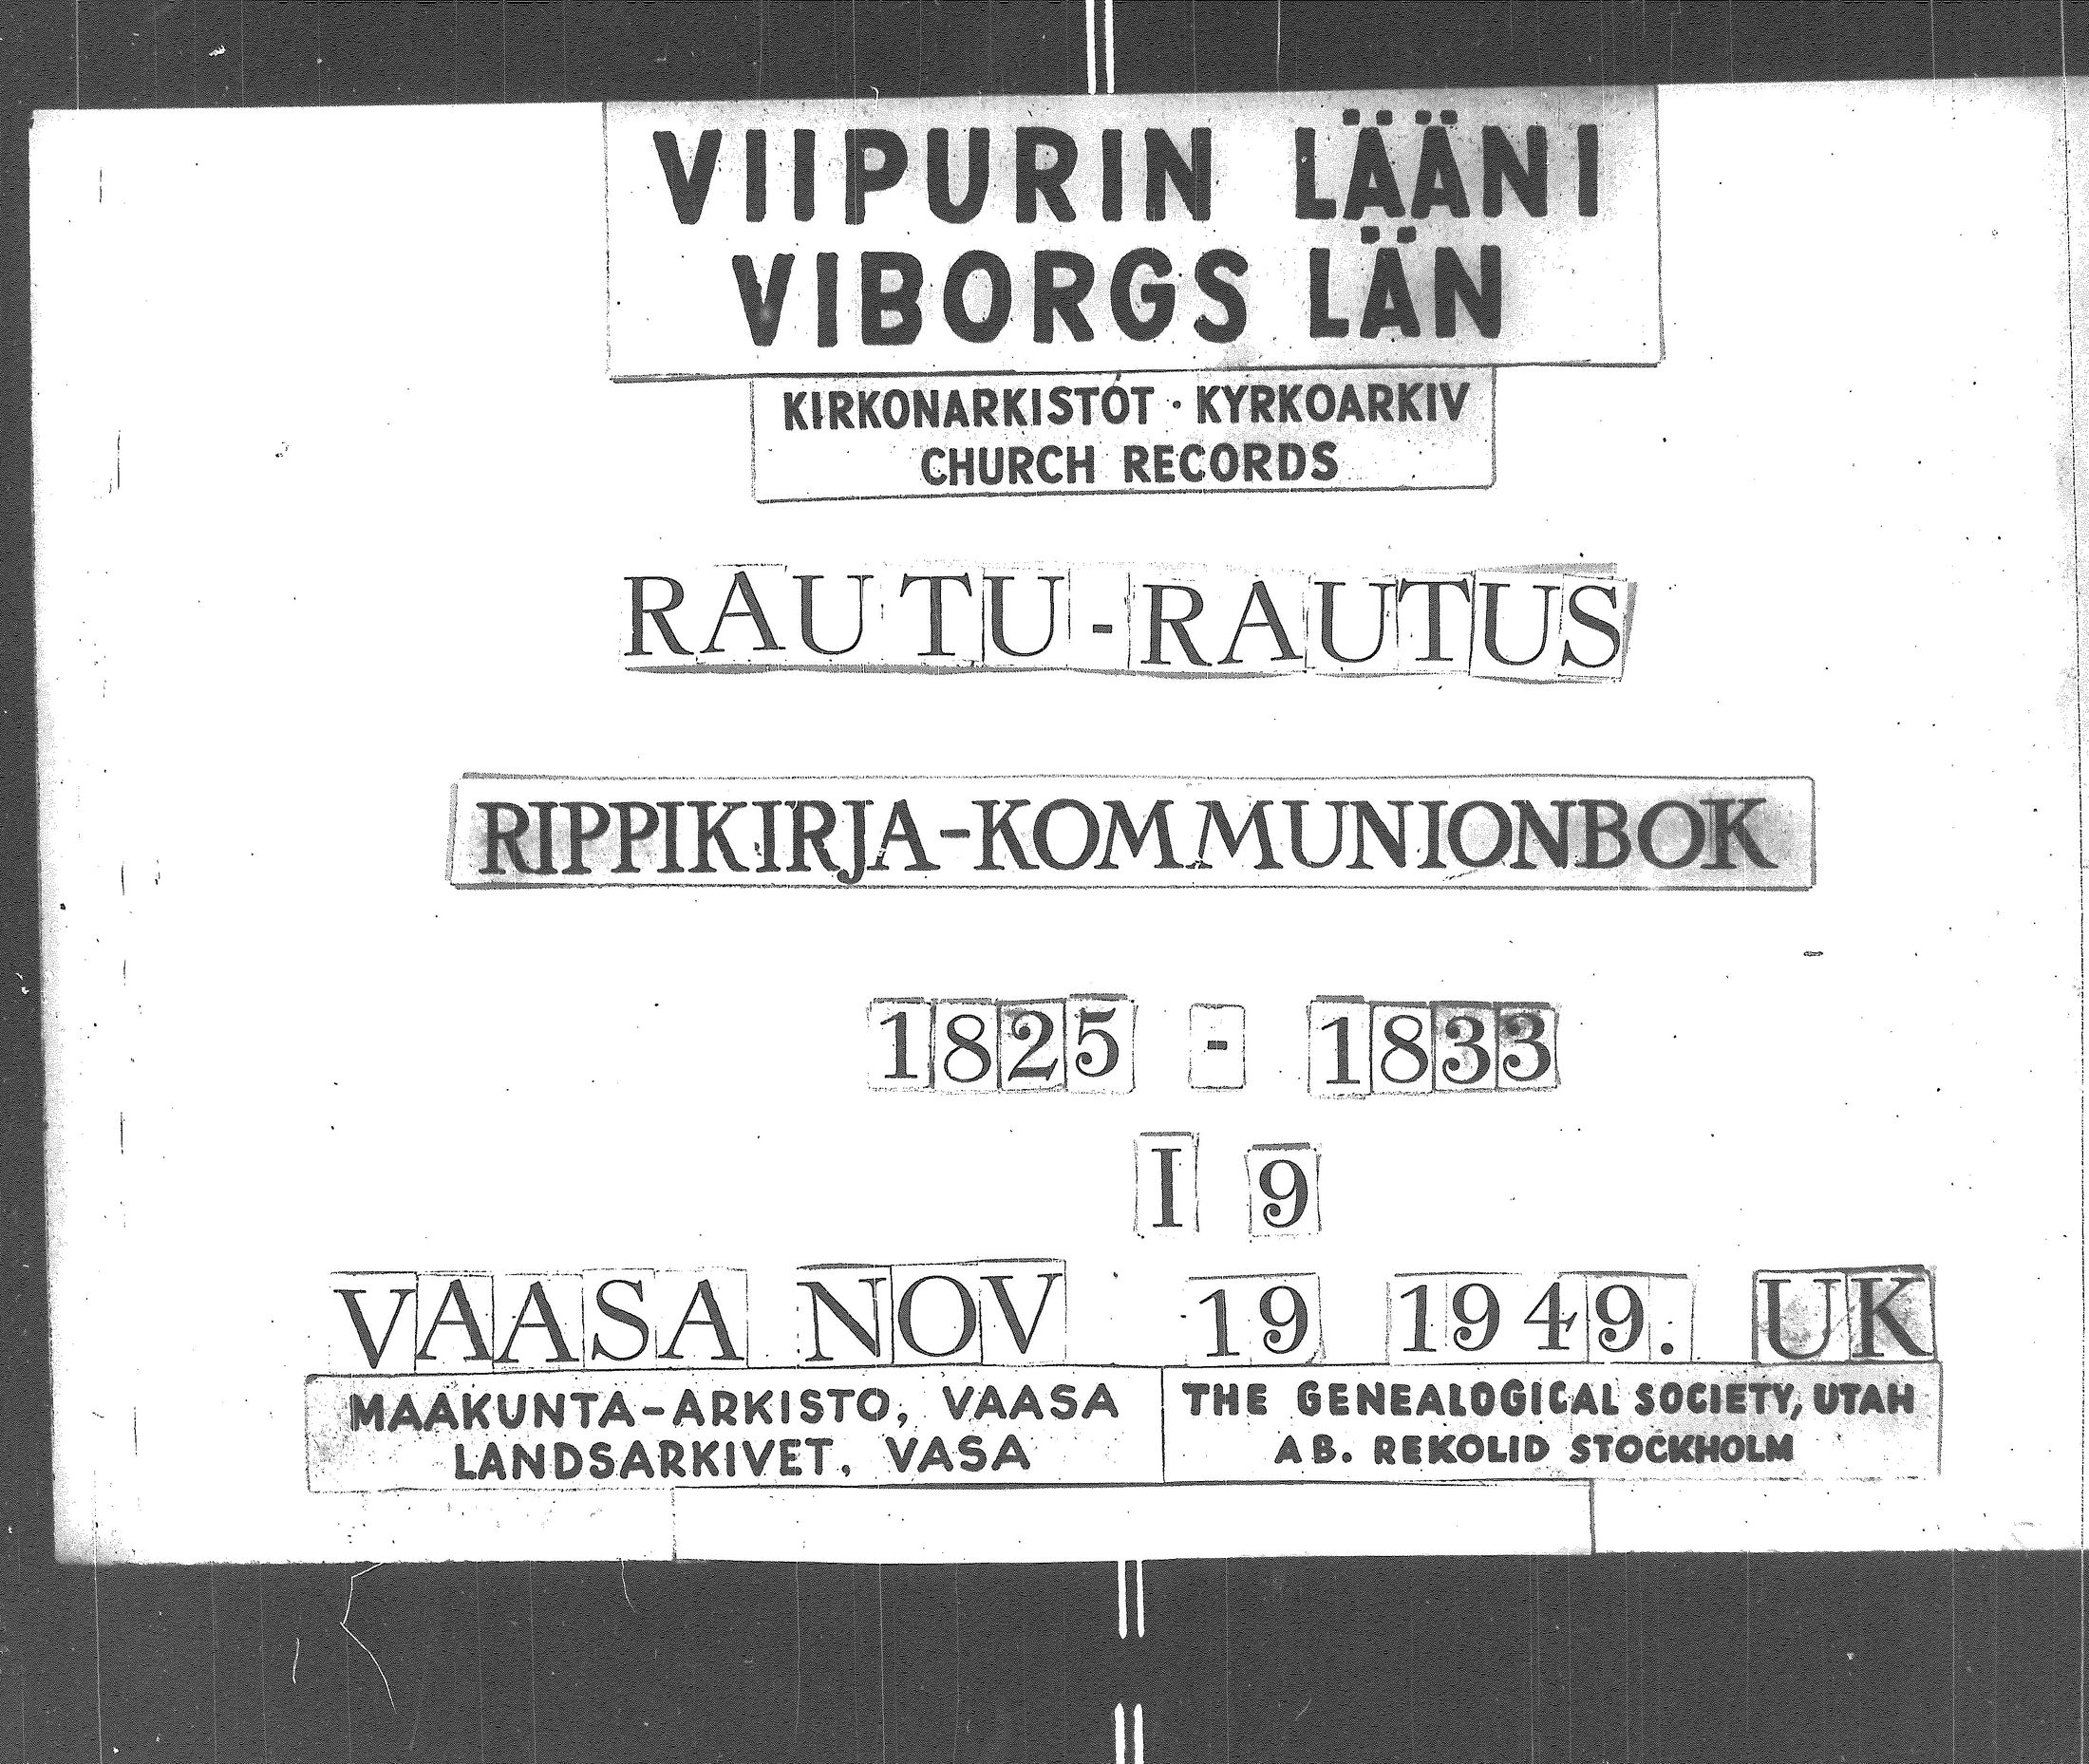 VIIPURIN LÄÄNI
VIBORGS LÄN
KIRKONARKISTOT · KYRKOARKIV
CHURCH RECORDS
RAUTU-RAUTUS
RIPPIKIRJA-KOMMUNIONBOK
1825 - 1833
I 9
VAASA NOV 19 1949. UK
MAAKUNTA-ARKISTO, VAASA
LANDSARKIVET, VASA
THE GENEALOGICAL SOCIETY, UTAH
AB. REKOLID STOCKHOLM